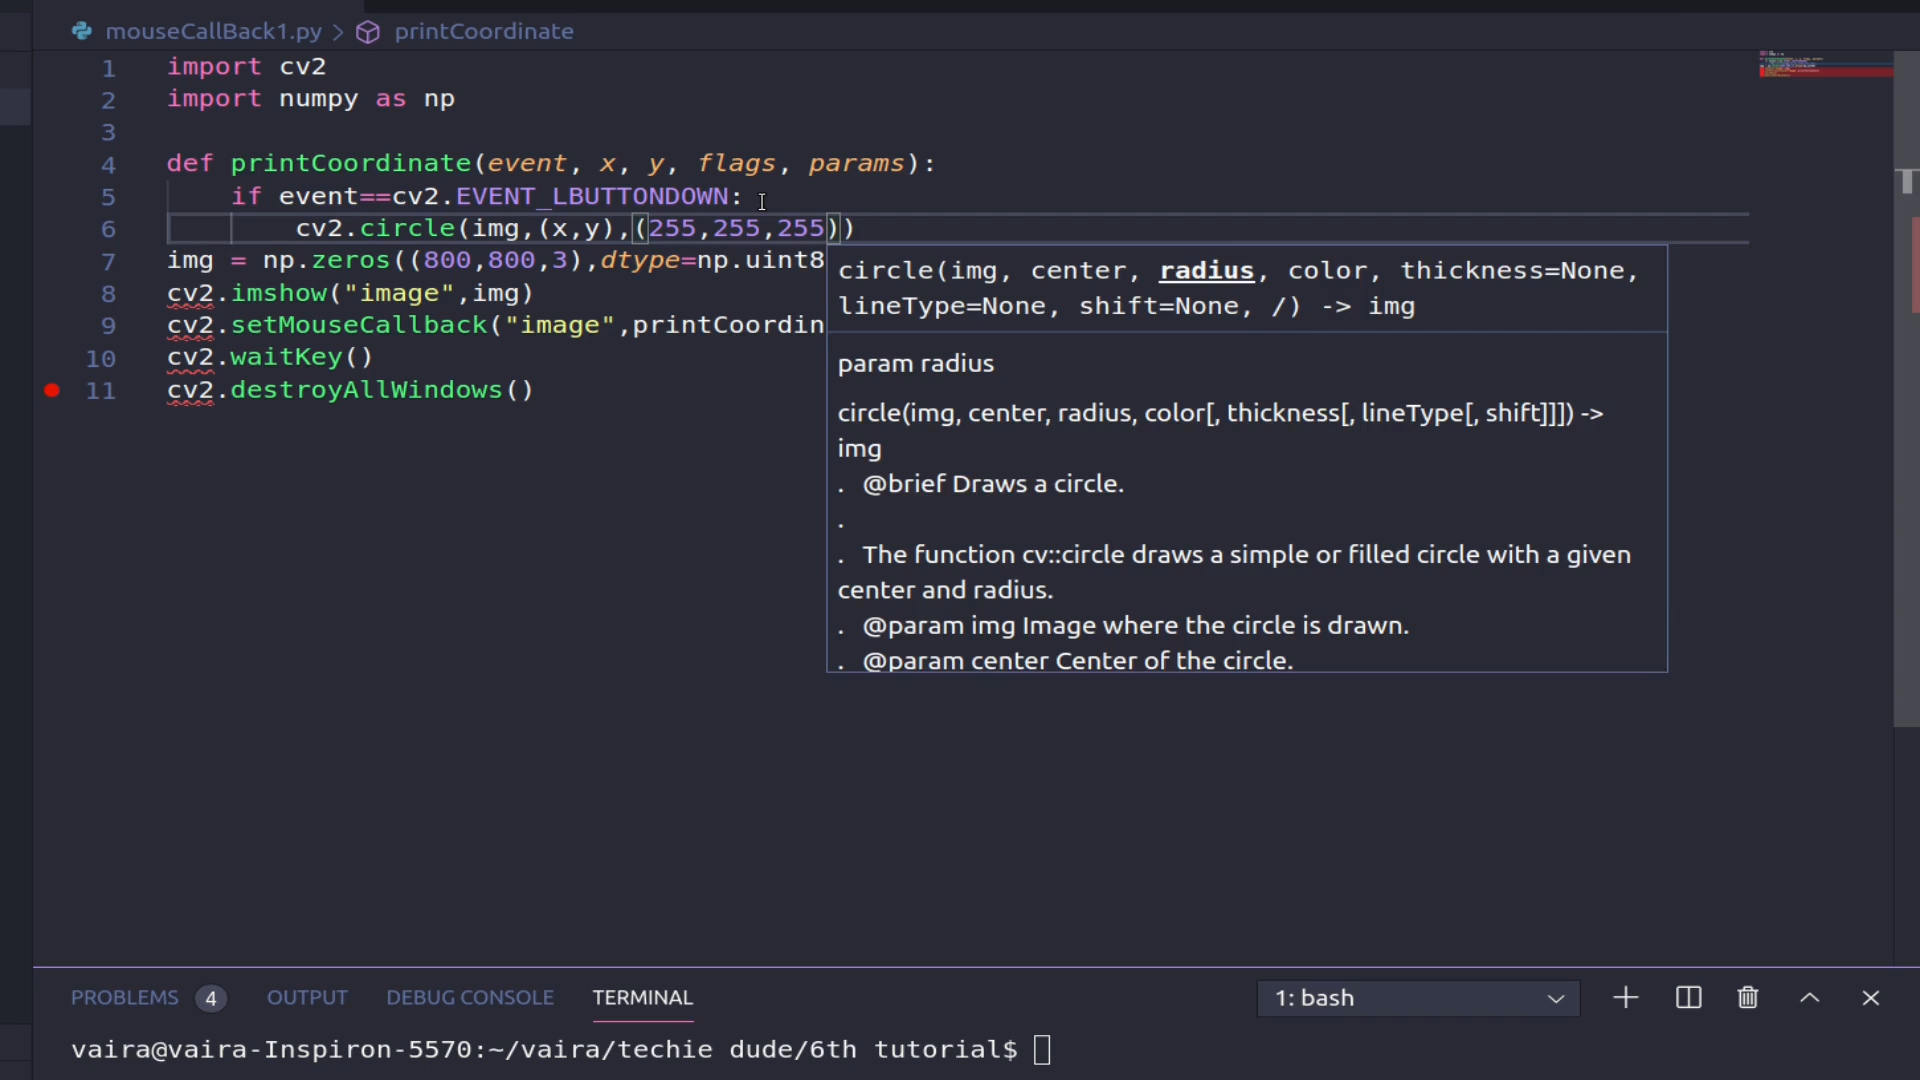 mouseCallBack1.py > printCoordinate
1 import cv2
2 import numpy as np
3
4 def printCoordinate(event, x, y, flags, params):
5 if event==cv2.EVENT_LBUTTONDOWN:
6 cv2.circle(img,(x,y),(255,255,255))
7 img = np.zeros((800,800,3),dtype=np.uint8
8 cv2.imshow("image",img)
9 cv2.setMouseCallback("image",printCoordin
10 cv2.waitKey()
11 cv2.destroyAllWindows()
circle(img, center, radius, color, thickness=None,
lineType=None, shift=None, /) -> img
param radius
circle(img, center, radius, color[, thickness[, lineType[, shift]]]) ->
img
. @brief Draws a circle.
.
. The function cv::circle draws a simple or filled circle with a given
center and radius.
. @param img Image where the circle is drawn.
. @param center Center of the circle.
PROBLEMS 4 OUTPUT DEBUG CONSOLE TERMINAL 1: bash
vaira@vaira-Inspiron-5570:~/vaira/techie dude/6th tutorial$